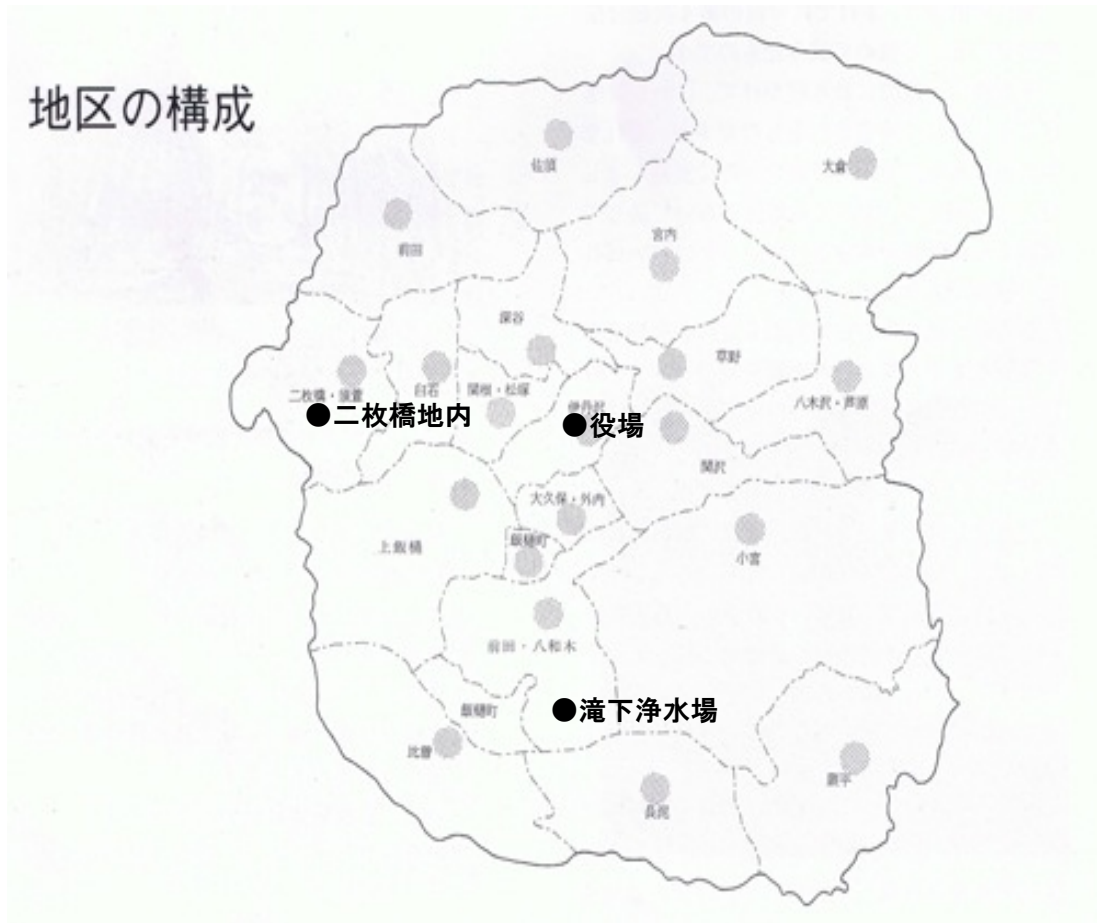 地区の構成
佐須
大倉
前田
宮内
深谷
草野
二枚橋・須萱
白石
関根・松塚
八木沢・芦原
伊丹沢
●二枚橋地内
●役場
関沢
大久保・外内
飯樋町
上飯樋
小宮
前田・八和木
飯樋町
●滝下浄水場
比曽
蕨平
長泥